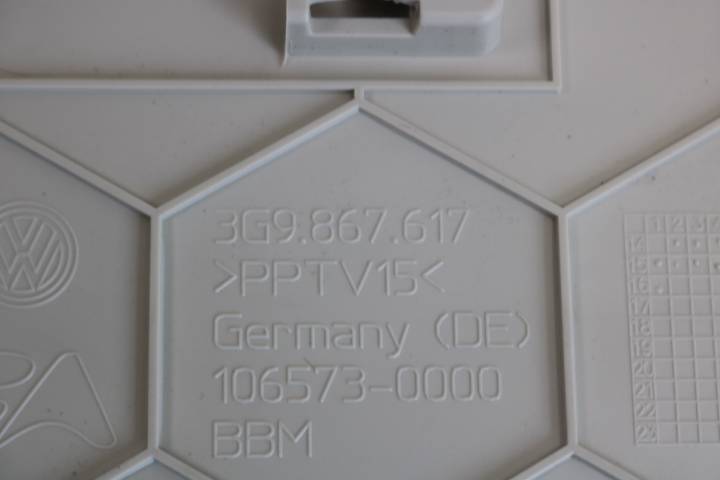 3G9.867.617
>PPTV15<
Germany (DE)
106573-0000
BBM